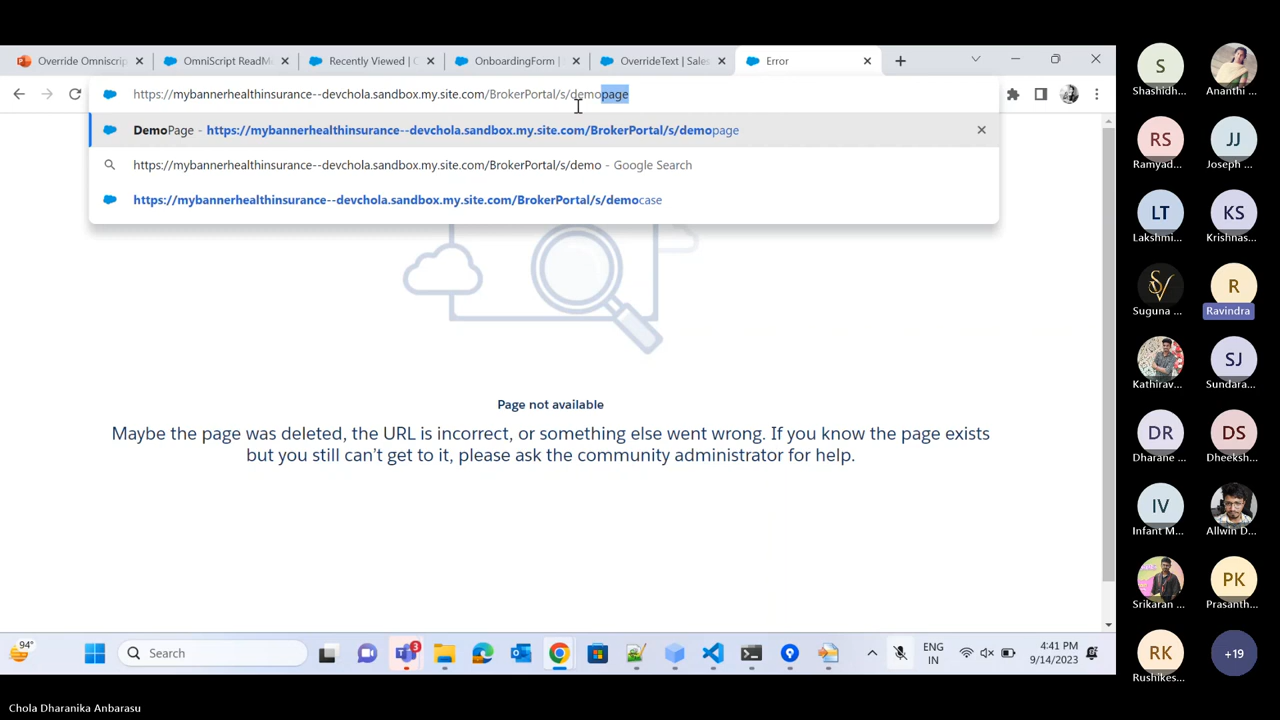 Override Omniscrip
OmniScript ReadMe
Recently Viewed | C
OnboardingForm |
OverrideText | Sales
Error
https://mybannerhealthinsurance--devchola.sandbox.my.site.com/BrokerPortal/s/demopage
DemoPage - https://mybannerhealthinsurance--devchola.sandbox.my.site.com/BrokerPortal/s/demopage
https://mybannerhealthinsurance--devchola.sandbox.my.site.com/BrokerPortal/s/demo - Google Search
https://mybannerhealthinsurance--devchola.sandbox.my.site.com/BrokerPortal/s/democase
Page not available
Maybe the page was deleted, the URL is incorrect, or something else went wrong. If you know the page exists
but you still can't get to it, please ask the community administrator for help.
S
Shashidh...
Ananthi ...
RS
Ramyad...
JJ
Joseph ...
LT
Lakshmi...
KS
Krishnas...
SV
Suguna ...
R
Ravindra
Kathirav...
SJ
Sundara...
DR
Dharane ...
DS
Dheeksh...
IV
Infant M...
Allwin D...
Srikaran ...
PK
Prasanth...
RK
Rushikes...
+19
94°
Search
3
ENG
IN
4:41 PM
9/14/2023
Chola Dharanika Anbarasu